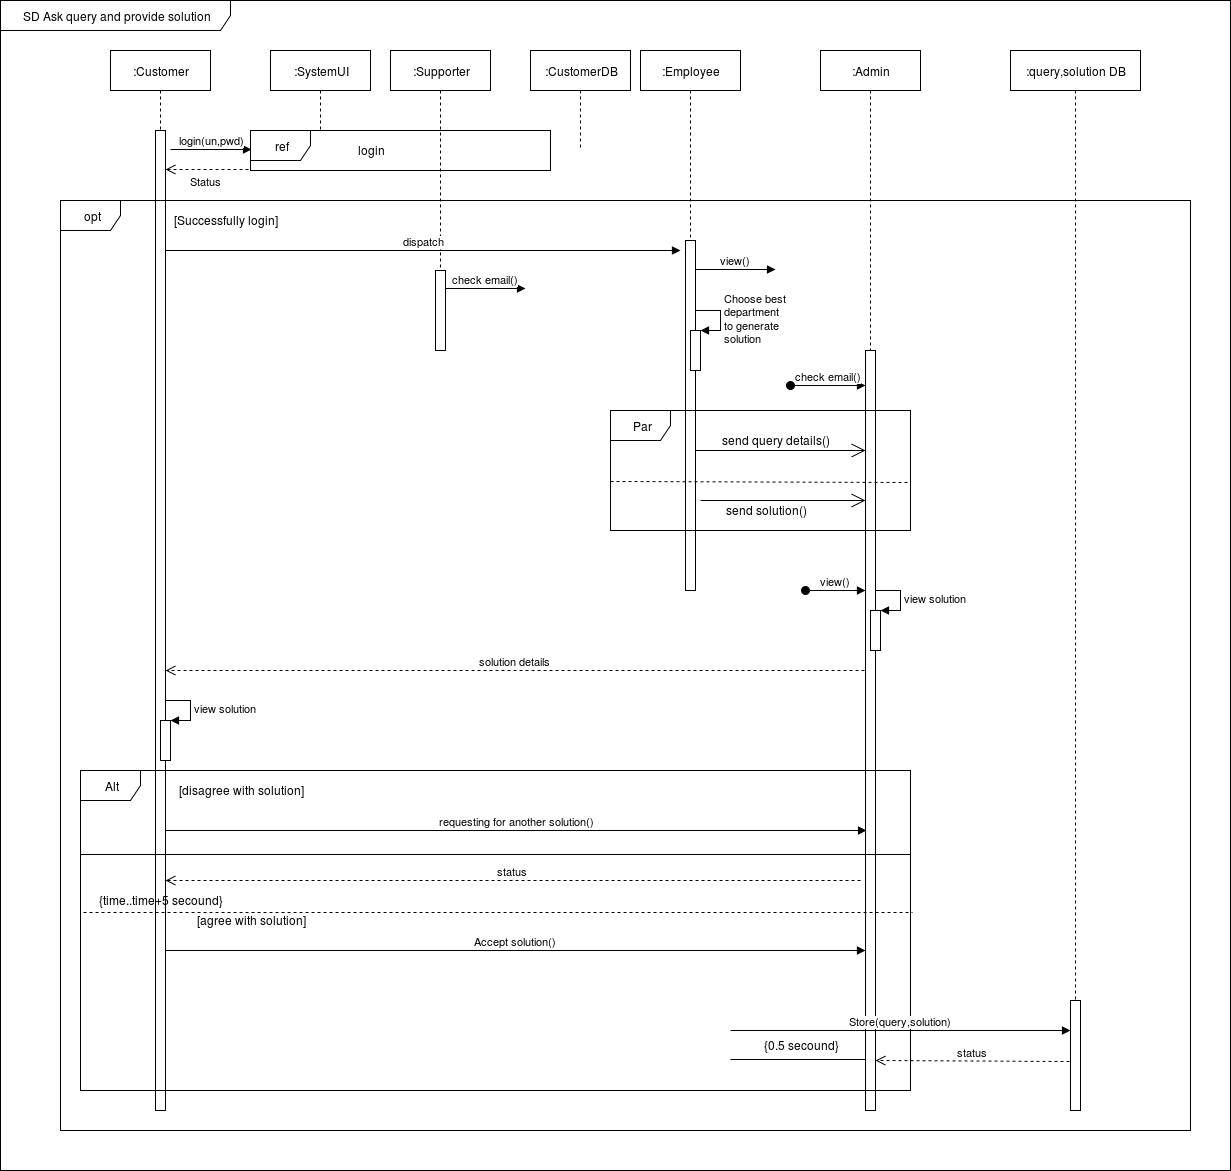 SD Ask query and provide solution
:Customer
:SystemUI
:Supporter
:CustomerDB
:Employee
:Admin
:query,solution DB
login(un,pwd)
ref
login
Status
opt
[Successfully login]
dispatch
view()
check email()
Choose best
department
to generate
solution
check email()
Par
send query details()
send solution()
view()
view solution
solution details
view solution
Alt
[disagree with solution]
requesting for another solution()
status
{time..time+5 secound}
[agree with solution]
Accept solution()
Store(query,solution)
{0.5 secound}
status